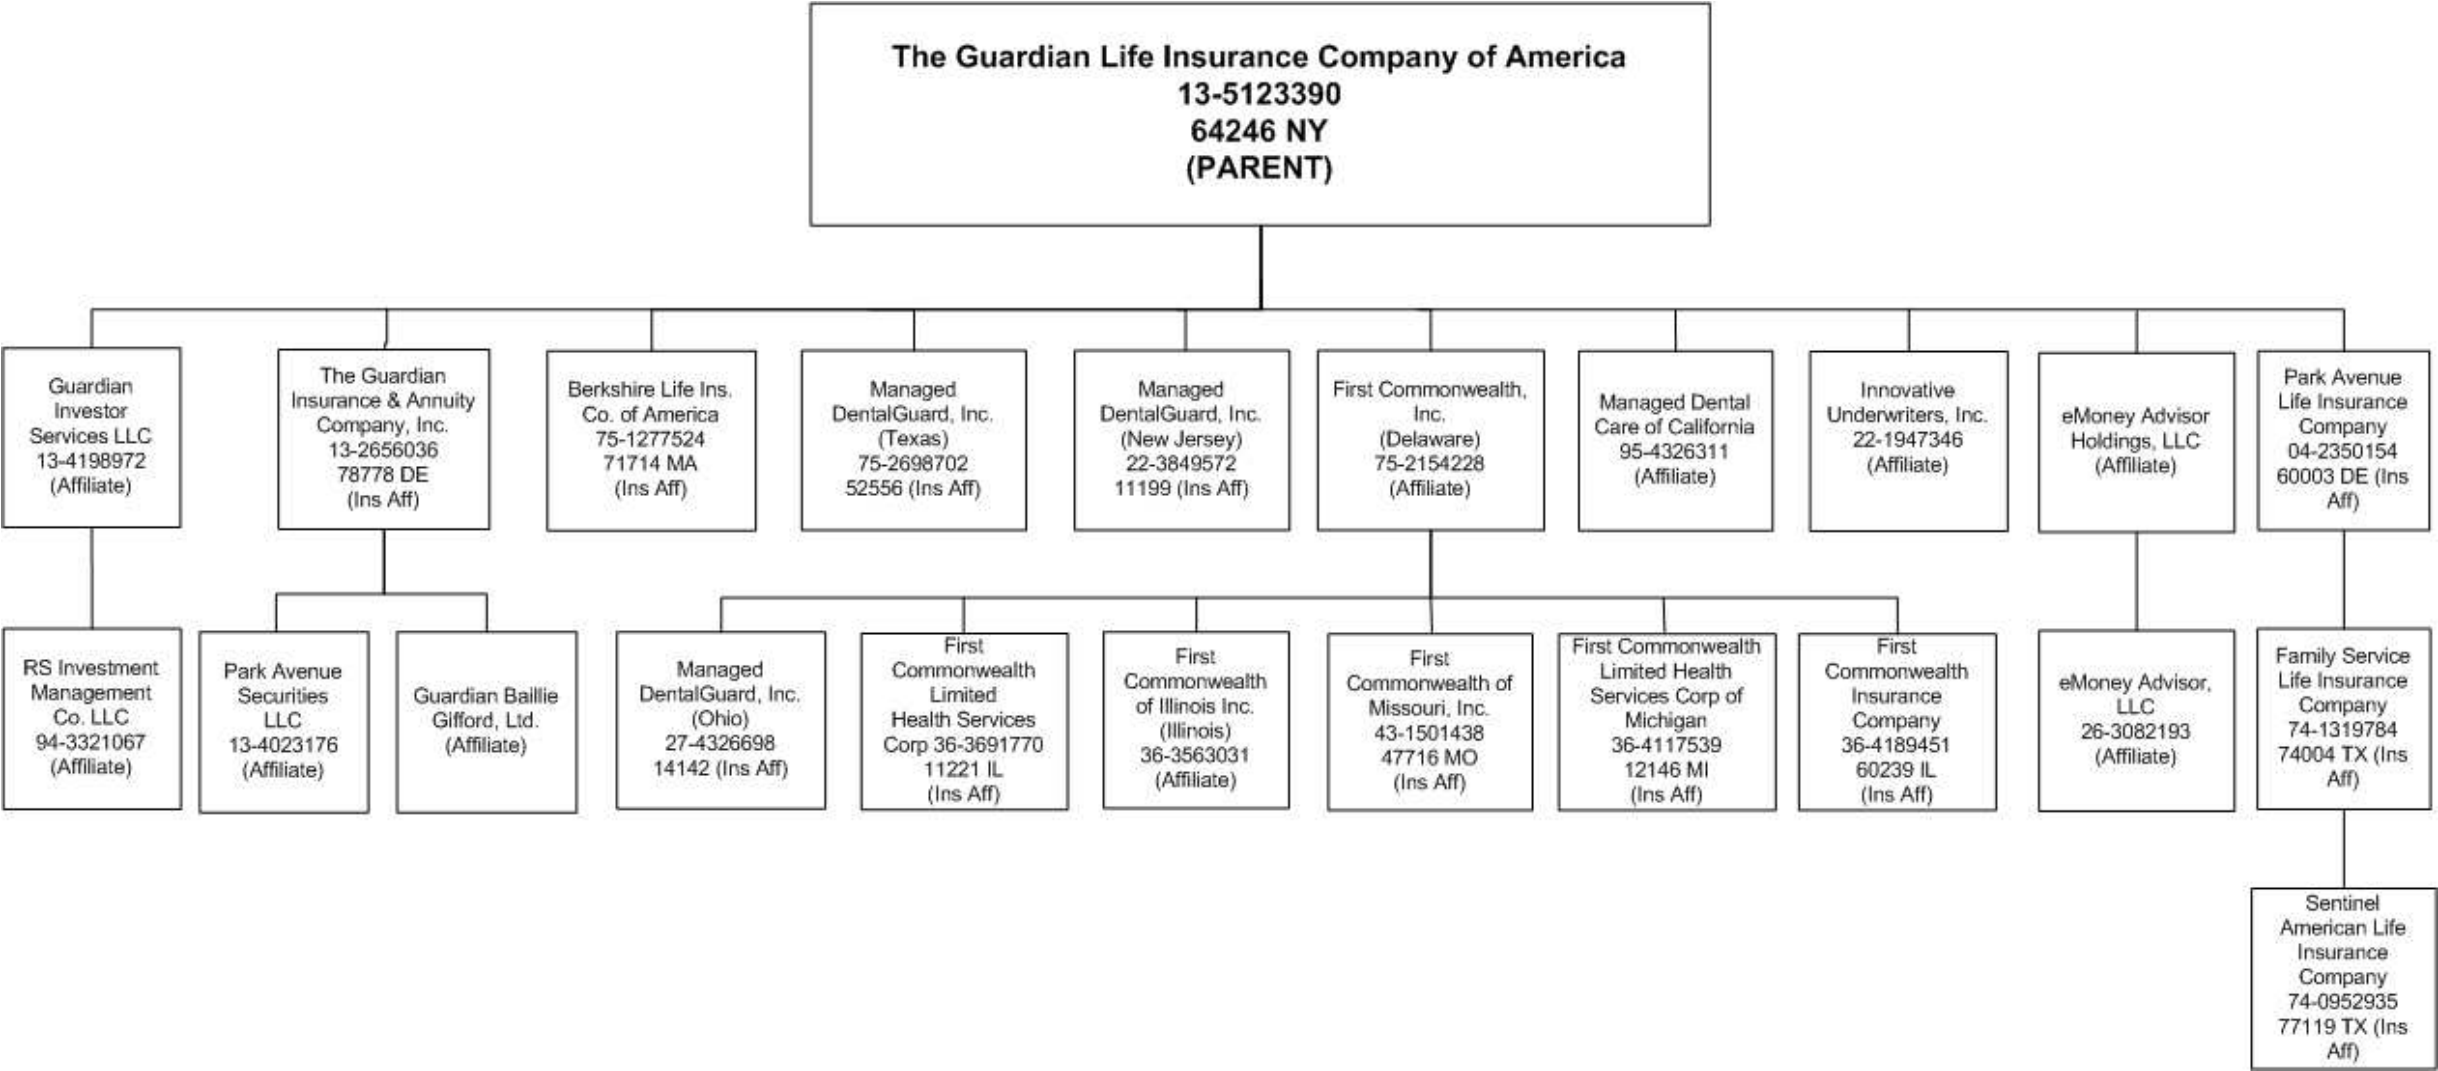 The Guardian Life Insurance Company of America
13-5123390
64246 NY
(PARENT)
Guardian
Investor
Services LLC
13-4198972
(Affiliate)
The Guardian
Insurance & Annuity
Company, Inc.
13-2656036
78778 DE
(Ins Aff)
Berkshire Life Ins.
Co. of America
75-1277524
71714 MA
(Ins Aff)
Managed
DentalGuard, Inc.
(Texas)
75-2698702
52556 (Ins Aff)
Managed
DentalGuard, Inc.
(New Jersey)
22-3849572
11199 (Ins Aff)
First Commonwealth,
Inc.
(Delaware)
75-2154228
(Affiliate)
Managed Dental
Care of California
95-4326311
(Affiliate)
Innovative
Underwriters, Inc.
22-1947346
(Affiliate)
eMoney Advisor
Holdings, LLC
(Affiliate)
Park Avenue
Life Insurance
Company
04-2350154
60003 DE (Ins
Aff)
RS Investment
Management
Co. LLC
94-3321067
(Affiliate)
Park Avenue
Securities
LLC
13-4023176
(Affiliate)
Guardian Baillie
Gifford, Ltd.
(Affiliate)
Managed
DentalGuard, Inc.
(Ohio)
27-4326698
14142 (Ins Aff)
First
Commonwealth
Limited
Health Services
Corp 36-3691770
11221 IL
(Ins Aff)
First
Commonwealth
of Illinois Inc.
(Illinois)
36-3563031
(Affiliate)
First
Commonwealth of
Missouri, Inc.
43-1501438
47716 MO
(Ins Aff)
First Commonwealth
Limited Health
Services Corp of
Michigan
36-4117539
12146 MI
(Ins Aff)
First
Commonwealth
Insurance
Company
36-4189451
60239 IL
(Ins Aff)
eMoney Advisor,
LLC
26-3082193
(Affiliate)
Family Service
Life Insurance
Company
74-1319784
74004 TX (Ins
Aff)
Sentinel
American Life
Insurance
Company
74-0952935
77119 TX (Ins
Aff)